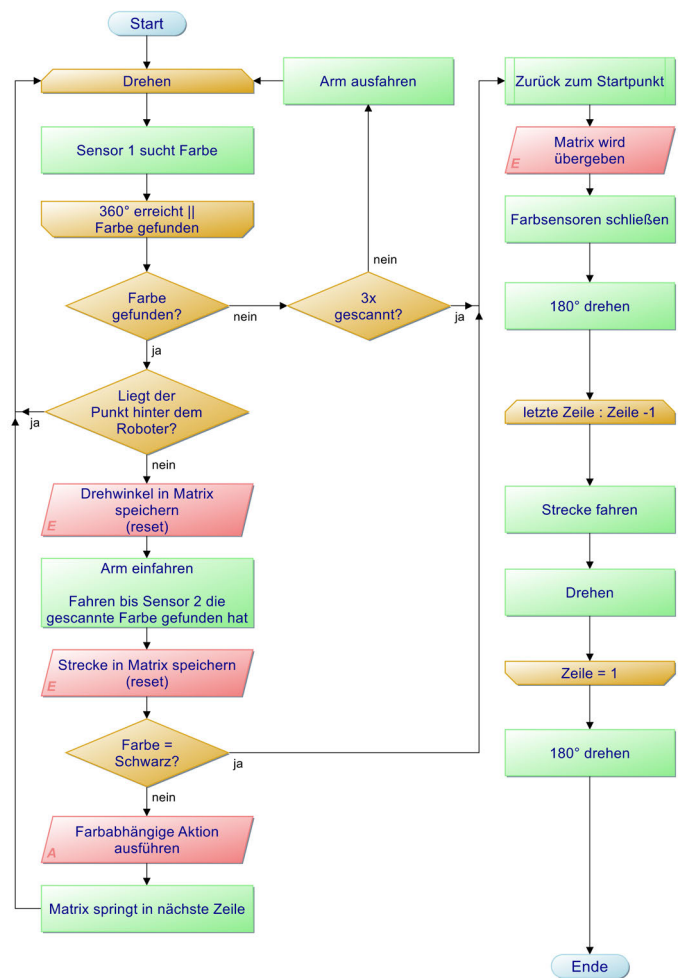 Start
Drehen
Arm ausfahren
Sensor 1 sucht Farbe
360° erreicht ||
Farbe gefunden
Farbe
gefunden?
nein
ja
3x
gescannt?
nein
ja
Liegt der
Punkt hinter dem
Roboter?
ja
nein
Drehwinkel in Matrix
speichern
(reset)
E
Arm einfahren
Fahren bis Sensor 2 die
gescannte Farbe gefunden hat
Strecke in Matrix speichern
(reset)
E
Farbe =
Schwarz?
ja
nein
Farbabhängige Aktion
ausführen
A
Matrix springt in nächste Zeile
Zurück zum Startpunkt
Matrix wird
übergeben
E
Farbsensoren schließen
180° drehen
letzte Zeile : Zeile -1
Strecke fahren
Drehen
Zeile = 1
180° drehen
Ende